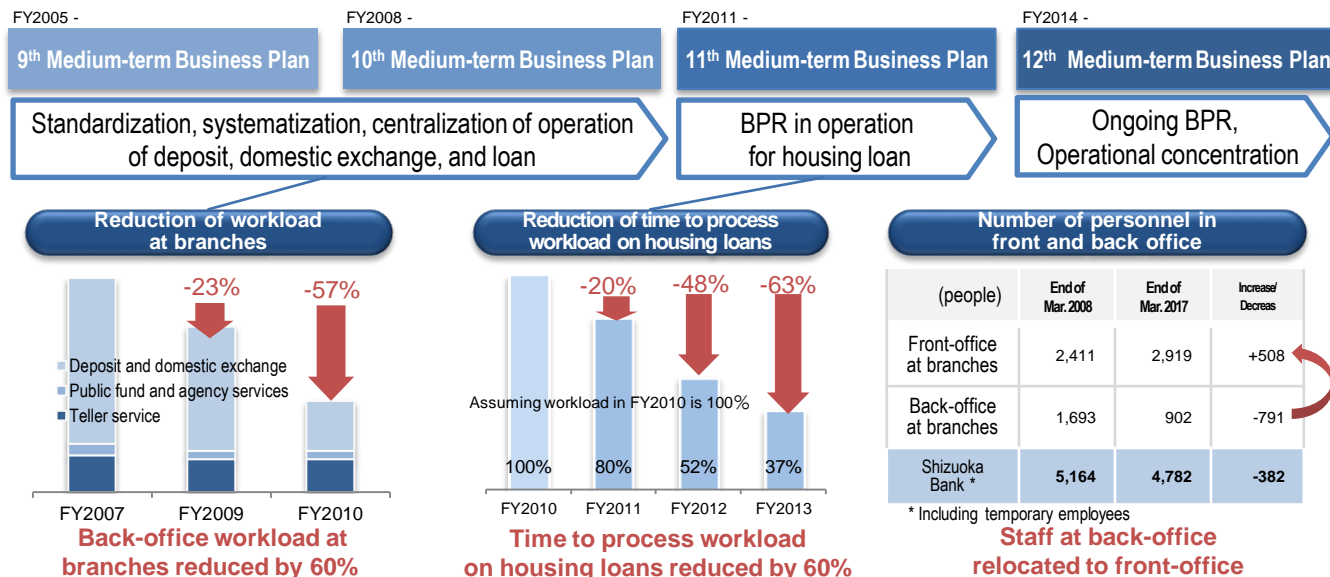 FY2005 -
FY2008 -
FY2011 -
FY2014 -
9th Medium-term Business Plan
10th Medium-term Business Plan
11th Medium-term Business Plan
12th Medium-term Business Plan
Standardization, systematization, centralization of operation
of deposit, domestic exchange, and loan
BPR in operation
for housing loan
Ongoing BPR,
Operational concentration
Reduction of workload
at branches
-23%
-57%
Deposit and domestic exchange
Public fund and agency services
Teller service
FY2007
FY2009
FY2010
Back-office workload at
branches reduced by 60%
Reduction of time to process
workload on housing loans
-20%
-48%
-63%
Assuming workload in FY2010 is 100%
100%
80%
52%
37%
FY2010
FY2011
FY2012
FY2013
Time to process workload
on housing loans reduced by 60%
Number of personnel in
front and back office
(people)
End of
Mar. 2008
End of
Mar. 2017
Increase/
Decreas
Front-office
at branches
2,411
2,919
+508
Back-office
at branches
1,693
902
-791
Shizuoka
Bank *
5,164
4,782
-382
* Including temporary employees
Staff at back-office
relocated to front-office